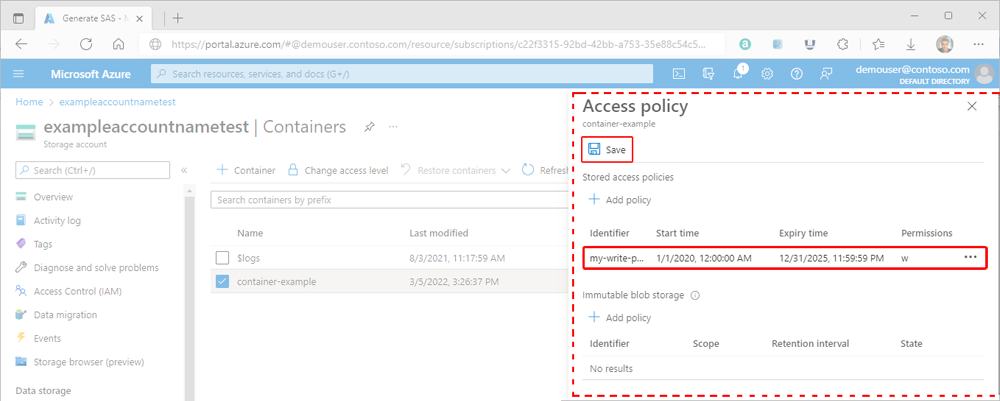 Generate SAS - M
https://portal.azure.com/#@demouser.contoso.com/resource/subscriptions/c22f3315-92bd-42bb-a753-35e88c54c5...
Microsoft Azure
Search resources, services, and docs (G+/)
1
demouser@contoso.com
DEFAULT DIRECTORY
Home > exampleaccountnametest
exampleaccountnametest | Containers
Storage account
Search (Ctrl+/)
Overview
Activity log
Tags
Diagnose and solve problems
Access Control (IAM)
Data migration
Events
Storage browser (preview)
Data storage
Container
Change access level
Restore containers
Refresh
Search containers by prefix
Name Last modified
$logs 8/3/2021, 11:17:59 AM
container-example 3/5/2022, 3:26:37 PM
Access policy
container-example
Save
Stored access policies
Add policy
Identifier Start time Expiry time Permissions
my-write-p... 1/1/2020, 12:00:00 AM 12/31/2025, 11:59:59 PM w
Immutable blob storage
Add policy
Identifier Scope Retention interval State
No results